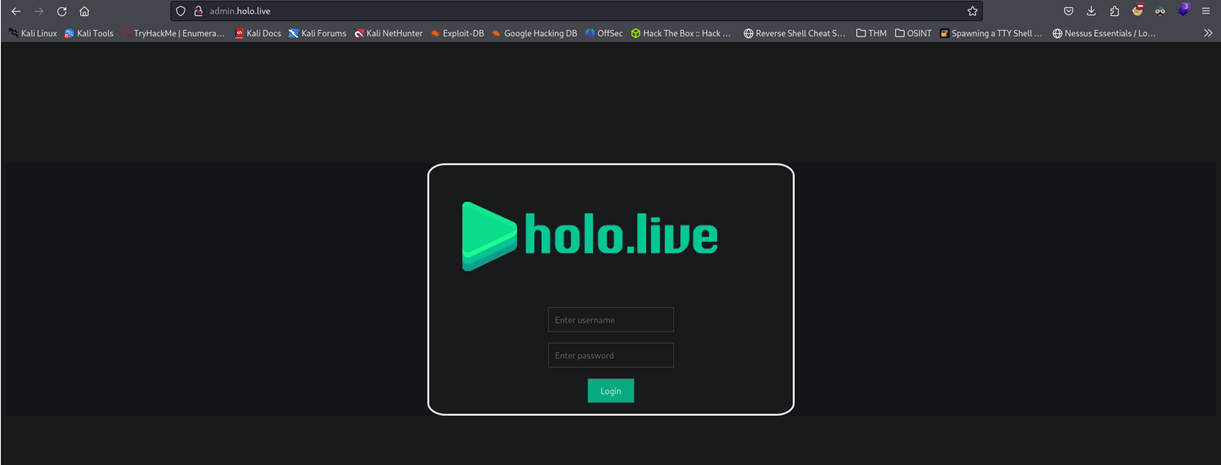 admin.holo.live
3
Kali Linux Kali Tools TryHackMe | Enumera… Kali Docs Kali Forums Kali NetHunter Exploit-DB Google Hacking DB OffSec Hack The Box :: Hack … Reverse Shell Cheat S… THM OSINT Spawning a TTY Shell … Nessus Essentials / Lo…
holo.live
Enter username
Enter password
Login